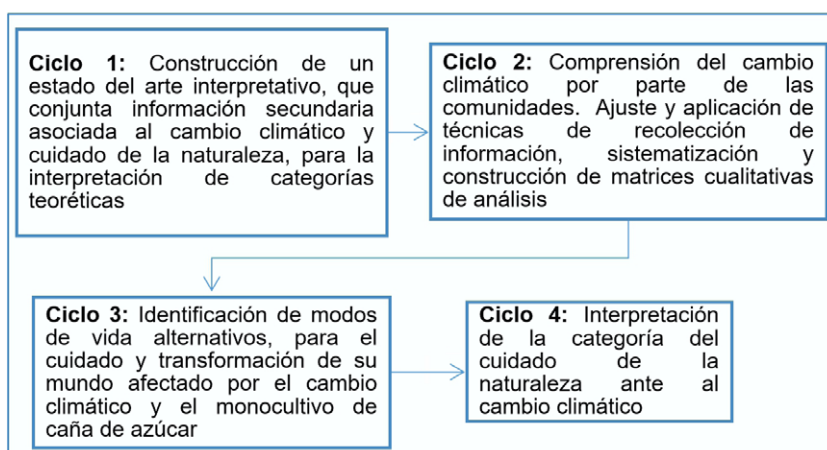 Ciclo 1: Construcción de un
estado del arte interpretativo, que
conjunta información secundaria
asociada al cambio climático y
cuidado de la naturaleza, para la
interpretación de categorías
teoréticas
Ciclo 2: Comprensión del cambio
climático por parte de las
comunidades. Ajuste y aplicación de
técnicas de recolección de
información, sistematización y
construcción de matrices cualitativas
de análisis
Ciclo 3: Identificación de modos
de vida alternativos, para el
cuidado y transformación de su
mundo afectado por el cambio
climático y el monocultivo de
caña de azúcar
Ciclo 4: Interpretación
de la categoría del
cuidado de la
naturaleza ante al
cambio climático